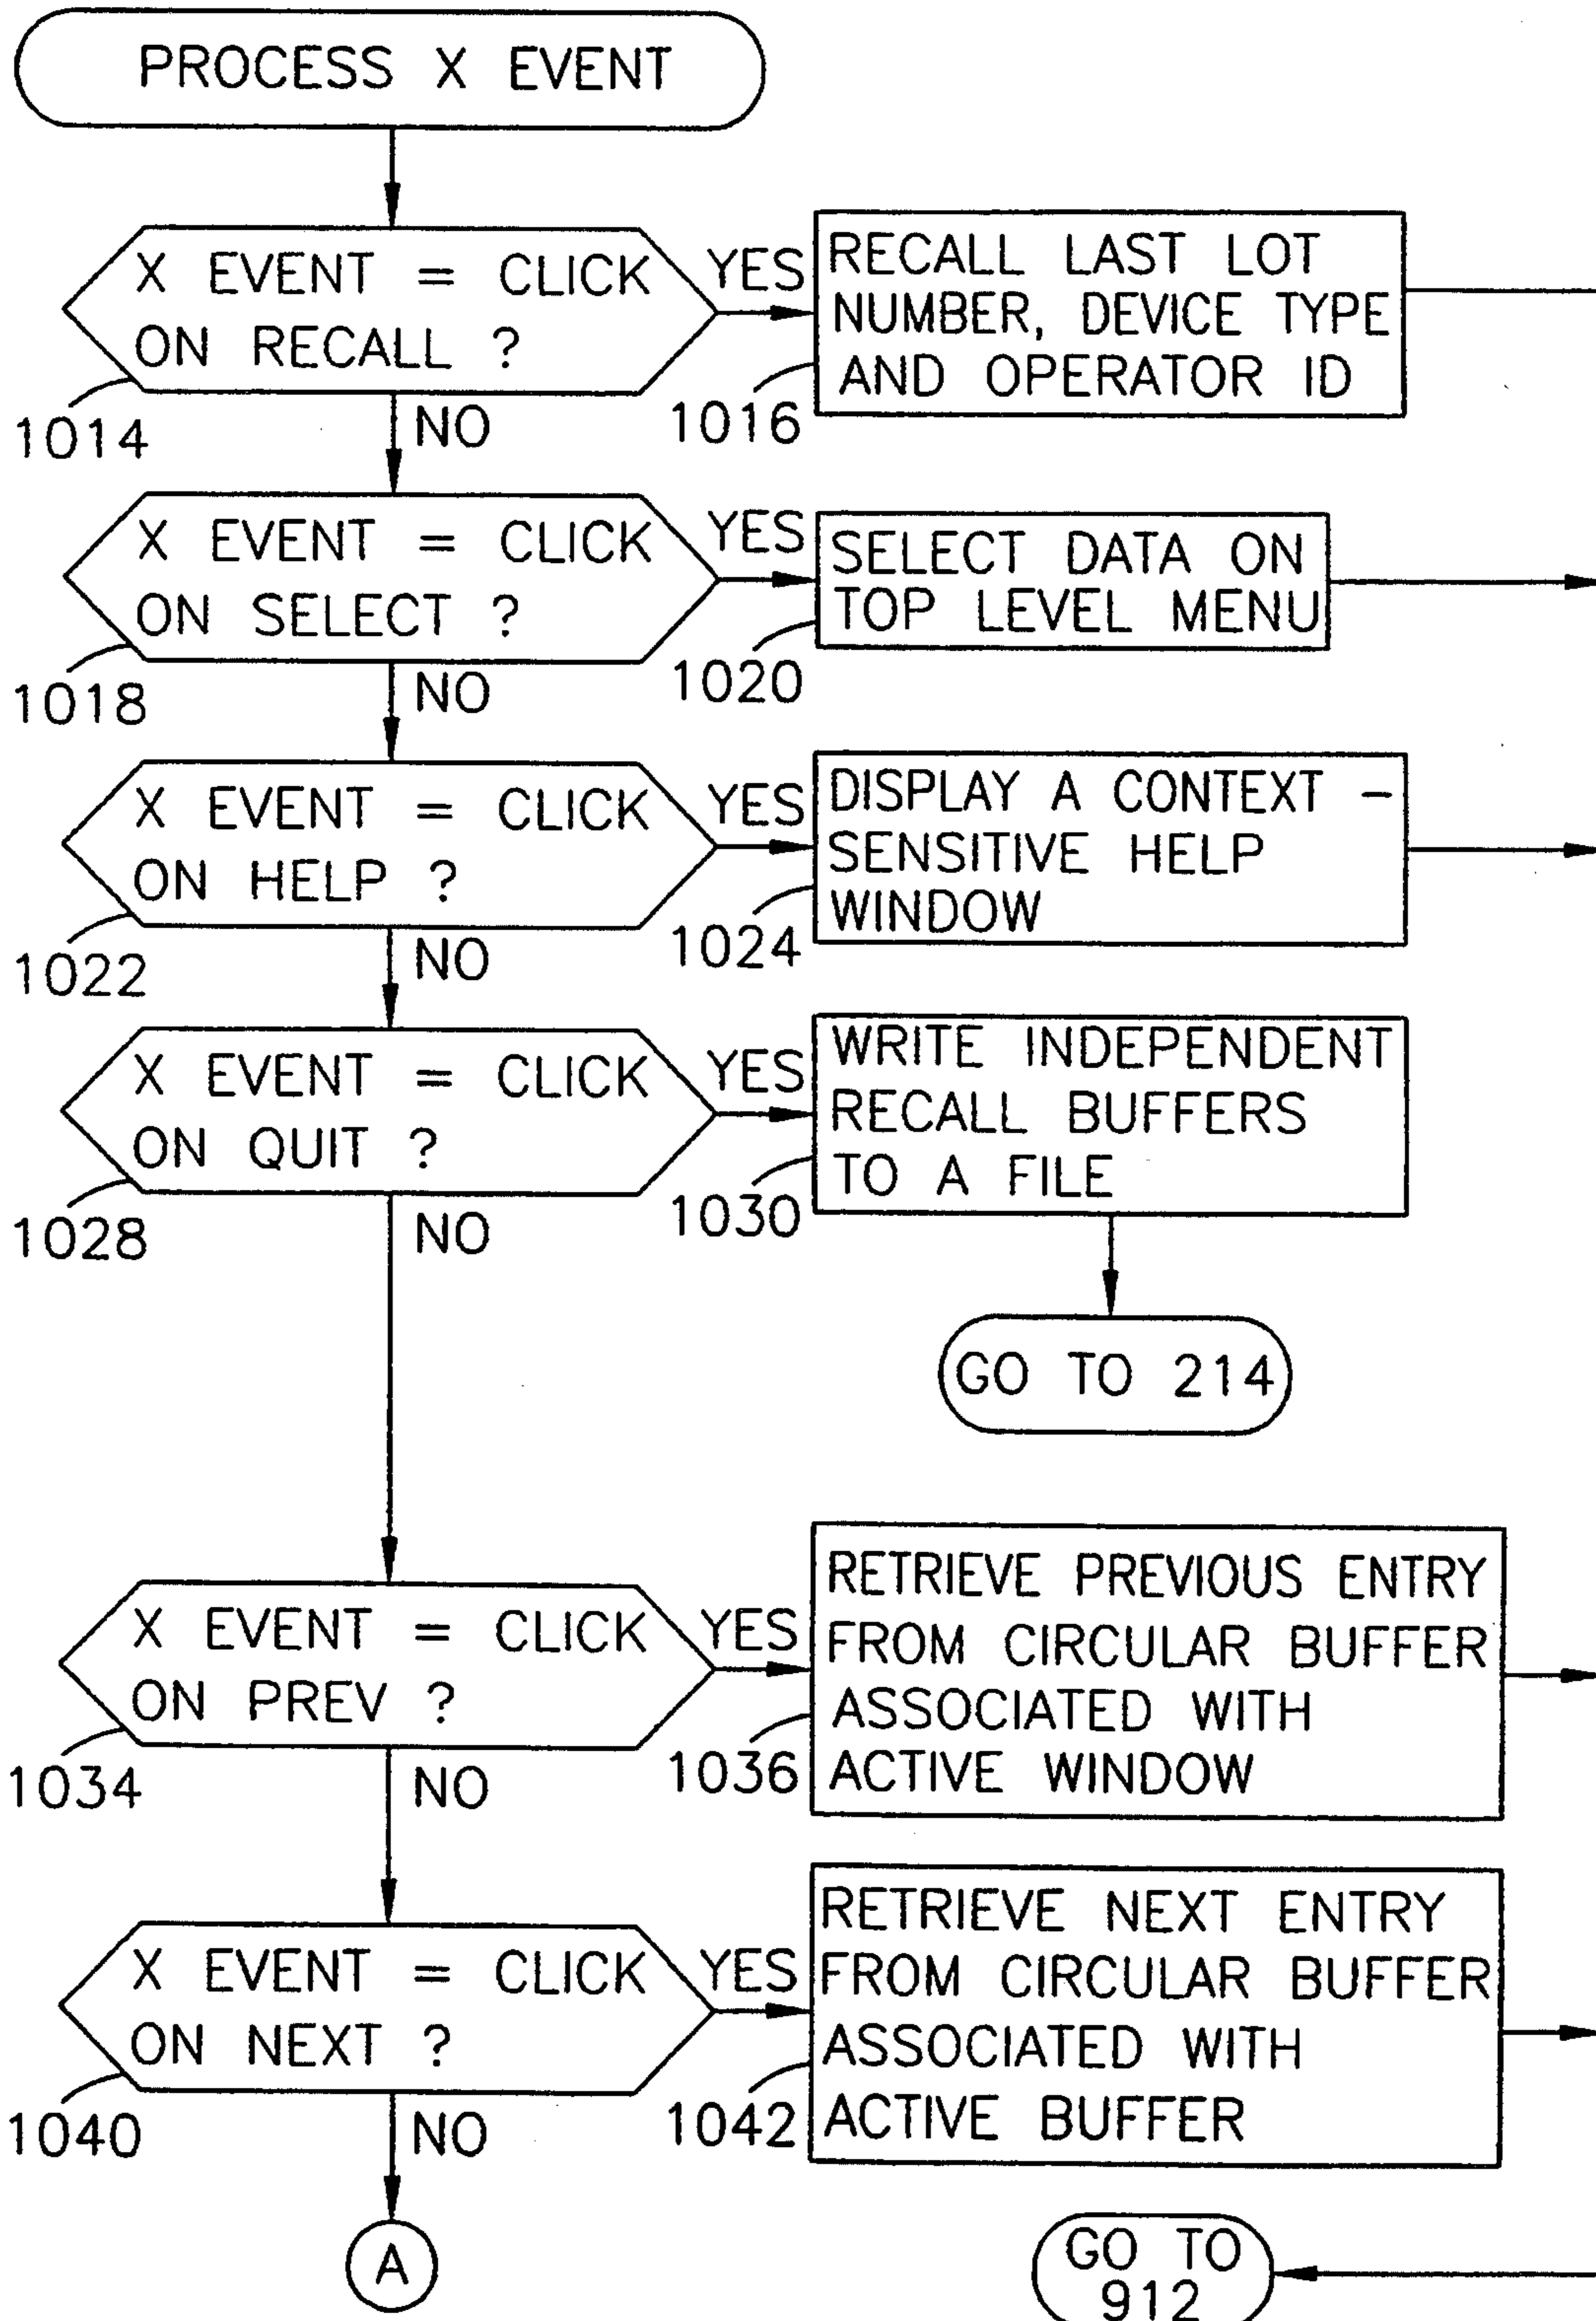 PROCESS X EVENT
X EVENT = CLICK
ON RECALL ?
1014
YES
NO
RECALL LAST LOT
NUMBER, DEVICE TYPE
AND OPERATOR ID
1016
X EVENT = CLICK
ON SELECT ?
1018
YES
NO
SELECT DATA ON
TOP LEVEL MENU
1020
X EVENT = CLICK
ON HELP ?
1022
YES
NO
DISPLAY A CONTEXT -
SENSITIVE HELP
WINDOW
1024
X EVENT = CLICK
ON QUIT ?
1028
YES
NO
WRITE INDEPENDENT
RECALL BUFFERS
TO A FILE
1030
GO TO 214
X EVENT = CLICK
ON PREV ?
1034
YES
NO
RETRIEVE PREVIOUS ENTRY
FROM CIRCULAR BUFFER
ASSOCIATED WITH
ACTIVE WINDOW
1036
X EVENT = CLICK
ON NEXT ?
1040
YES
NO
RETRIEVE NEXT ENTRY
FROM CIRCULAR BUFFER
ASSOCIATED WITH
ACTIVE BUFFER
1042
A
GO TO
912